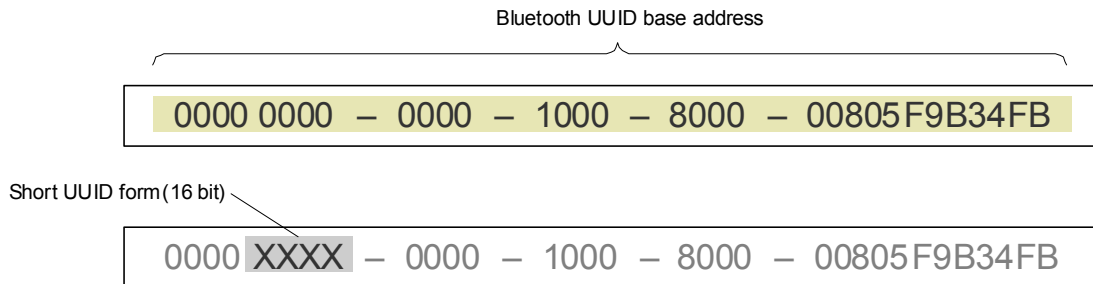 Bluetooth UUID base address
0000 0000 – 0000 – 1000 – 8000 – 00805F9B34FB
Short UUID form (16 bit)
0000 XXXX – 0000 – 1000 – 8000 – 00805F9B34FB